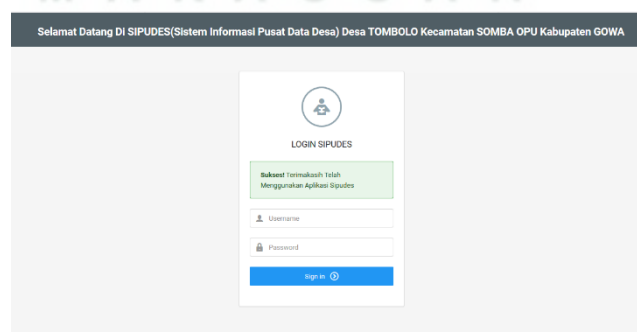 Selamat Datang DI SIPUDES(Sistem Informasi Pusat Data Desa) Desa TOMBOLO Kecamatan SOMBA OPU Kabupaten GOWA
LOGIN SIPUDES
Sukses! Terimakasih Telah
Menggunakan Aplikasi Sipudes
Username
Password
Sign in